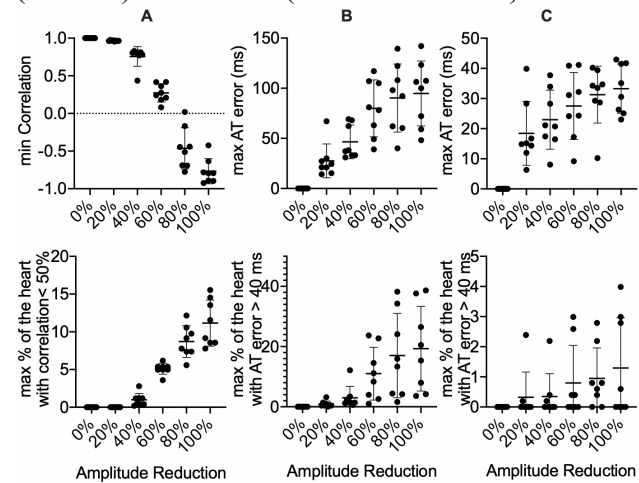 A B C
min Correlation
1.0
0.5
0.0
-0.5
-1.0
0% 20% 40% 60% 80% 100%
max AT error (ms)
150
100
50
0
0% 20% 40% 60% 80% 100%
max AT error (ms)
50
40
30
20
10
0
0% 20% 40% 60% 80% 100%
max % of the heart
with correlation< 50%
20
15
10
5
0
0% 20% 40% 60% 80% 100%
Amplitude Reduction
max % of the heart
with AT error > 40 ms
40
20
0
0% 20% 40% 60% 80% 100%
Amplitude Reduction
max % of the heart
with AT error > 40 ms
5
4
3
2
1
0
0% 20% 40% 60% 80% 100%
Amplitude Reduction